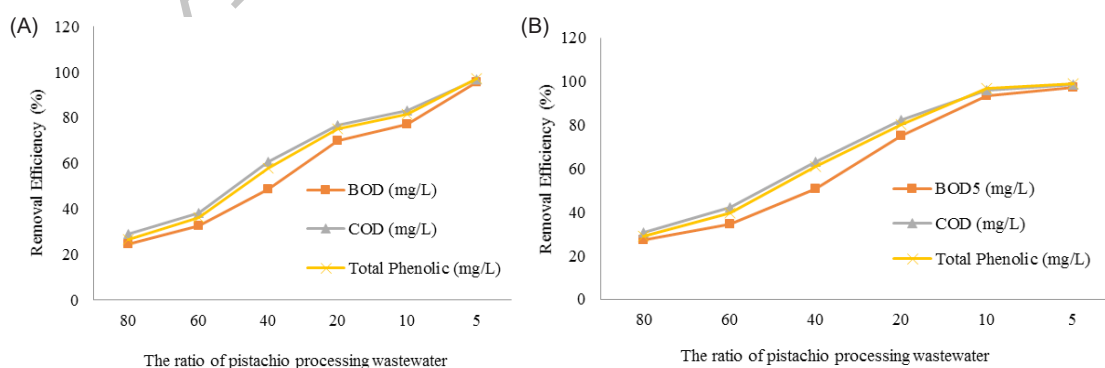 (A)
120
100
80
60
40
20
0
Removal Efficiency (%)
BOD (mg/L)
COD (mg/L)
Total Phenolic (mg/L)
80 60 40 20 10 5
The ratio of pistachio processing wastewater
(B)
120
100
80
60
40
20
0
Removal Efficiency (%)
BOD5 (mg/L)
COD (mg/L)
Total Phenolic (mg/L)
80 60 40 20 10 5
The ratio of pistachio processing wastewater